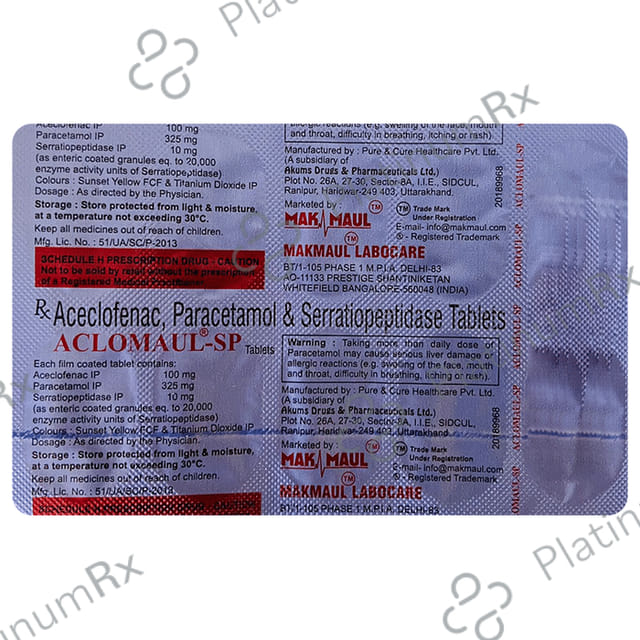 PlatinumRx
Aceclofenac IP 100 mg
Paracetamol IP 325 mg
Serratiopeptidase IP 10 mg
(as enteric coated granules eq. to 20,000
enzyme activity units of Serratiopeptidase)
Colours : Sunset Yellow FCF & Titanium Dioxide IP
Dosage : As directed by the Physician.
Storage : Store protected from light & moisture,
at a temperature not exceeding 30°C.
Keep all medicines out of reach of children.
Mfg. Lic. No. : 51/UA/SC/P-2013
SCHEDULE H PRESCRIPTION DRUG - CAUTION
Not to be sold by retail without the prescription
of a Registered Medical Practitioner.
allergic reactions (e.g. swelling of the face, mouth
and throat, difficulty in breathing, itching or rash).
Manufactured by : Pure & Cure Healthcare Pvt. Ltd.
(A subsidiary of
Akums Drugs & Pharmaceuticals Ltd.)
Plot No. 26A, 27-30, Sector-8A, I.I.E., SIDCUL,
Ranipur, Haridwar-249 403, Uttarakhand.
Marketed by :
MAK MAUL
TM
TM
TM Trade Mark
Under Registration
E-mail- info@makmaul.com
® - Registered Trademark
MAKMAUL LABOCARE
BT/1-105 PHASE 1 M.P.I.A. DELHI-83
AO-11133 PRESTIGE SHANTINIKETAN
WHITEFIELD BANGALORE-560048 (INDIA)
20189968
ACLOMAUL-SP
ACLOMAUL-SP
Rx Aceclofenac, Paracetamol & Serratiopeptidase Tablets
ACLOMAUL®-SP Tablets
Each film coated tablet contains:
Aceclofenac IP 100 mg
Paracetamol IP 325 mg
Serratiopeptidase IP 10 mg
(as enteric coated granules eq. to 20,000
enzyme activity units of Serratiopeptidase)
Colours : Sunset Yellow FCF & Titanium Dioxide IP
Dosage : As directed by the Physician.
Storage : Store protected from light & moisture,
at a temperature not exceeding 30°C.
Keep all medicines out of reach of children.
Mfg. Lic. No. : 51/UA/SC/P-2013
Warning : Taking more than daily dose of
Paracetamol may cause serious liver damage or
allergic reactions (e.g. swelling of the face, mouth
and throat, difficulty in breathing, itching or rash).
Manufactured by : Pure & Cure Healthcare Pvt. Ltd.
(A subsidiary of
Akums Drugs & Pharmaceuticals Ltd.)
Plot No. 26A, 27-30, Sector-8A, I.I.E., SIDCUL,
Ranipur, Haridwar-249 403, Uttarakhand.
Marketed by :
MAK MAUL
TM
TM
TM Trade Mark
Under Registration
E-mail- info@makmaul.com
® - Registered Trademark
MAKMAUL LABOCARE
BT/1-105 PHASE 1 M.P.I.A. DELHI-83
20189968
ACLOMAUL-SP
PlatinumRx
PlatinumRx